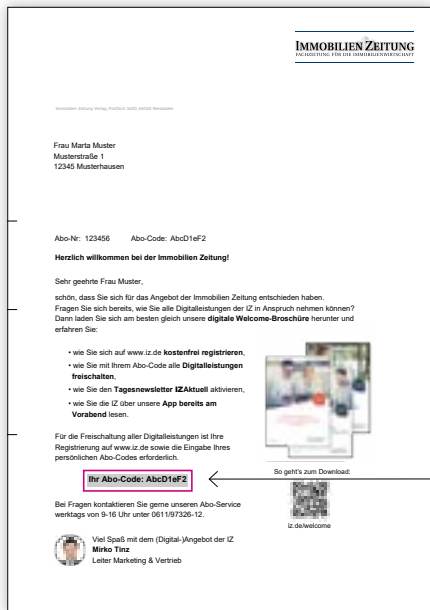 IMMOBILIEN ZEITUNG
FACHZEITUNG FÜR DIE IMMOBILIENWIRTSCHAFT
Immobilien Zeitung Verlag, Postfach
Frau Marta Muster
Musterstraße 1
12345 Musterhausen
Abo-Nr: 123456 Abo-Code: AbcD1eF2
Herzlich willkommen bei der Immobilien Zeitung!
Sehr geehrte Frau Muster,
schön, dass Sie sich für das Angebot der Immobilien Zeitung entschieden haben.
Fragen Sie sich bereits, wie Sie alle Digitalleistungen der IZ in Anspruch nehmen können?
Dann laden Sie sich am besten gleich unsere digitale Welcome-Broschüre herunter und
erfahren Sie:
• wie Sie sich auf www.iz.de kostenfrei registrieren,
• wie Sie mit Ihrem Abo-Code alle Digitalleistungen
freischalten,
• wie Sie den Tagesnewsletter IZAktuell aktivieren,
• wie Sie die IZ über unsere App bereits am
Vorabend lesen.
Für die Freischaltung aller Digitalleistungen ist Ihre
Registrierung auf www.iz.de sowie die Eingabe Ihres
persönlichen Abo-Codes erforderlich.
Ihr Abo-Code: AbcD1eF2
So geht's zum Download:
iz.de/welcome
Bei Fragen kontaktieren Sie gerne unseren Abo-Service
werktags von 9-16 Uhr unter 0611/97326-12.
Viel Spaß mit dem (Digital-)Angebot der IZ
Mirko Tinz
Leiter Marketing & Vertrieb